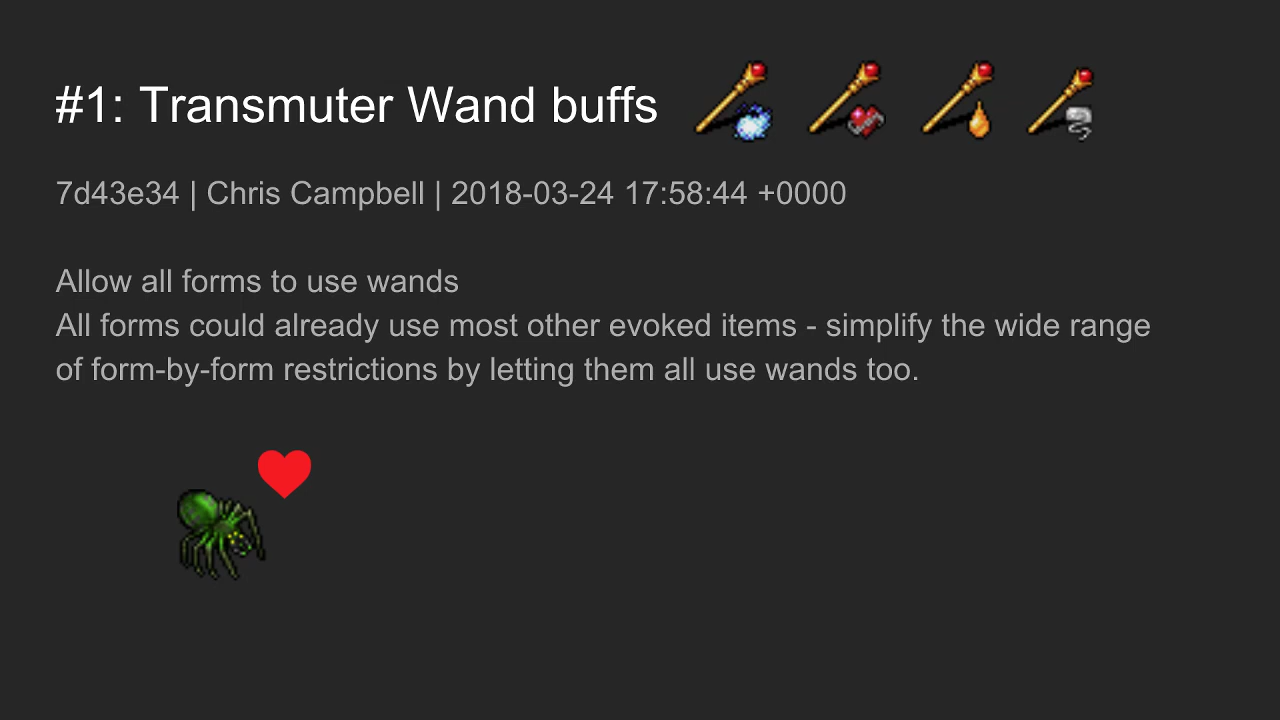 #1: Transmuter Wand buffs
7d43e34 | Chris Campbell | 2018-03-24 17:58:44 +0000
Allow all forms to use wands
All forms could already use most other evoked items - simplify the wide range
of form-by-form restrictions by letting them all use wands too.